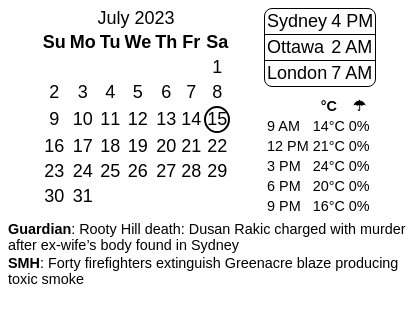 July 2023
Su Mo Tu We Th Fr Sa
1
2 3 4 5 6 7 8
9 10 11 12 13 14 15
16 17 18 19 20 21 22
23 24 25 26 27 28 29
30 31
Sydney 4 PM
Ottawa 2 AM
London 7 AM
°C ☂
9 AM 14°C 0%
12 PM 21°C 0%
3 PM 24°C 0%
6 PM 20°C 0%
9 PM 16°C 0%
Guardian: Rooty Hill death: Dusan Rakic charged with murder
after ex-wife’s body found in Sydney
SMH: Forty firefighters extinguish Greenacre blaze producing
toxic smoke